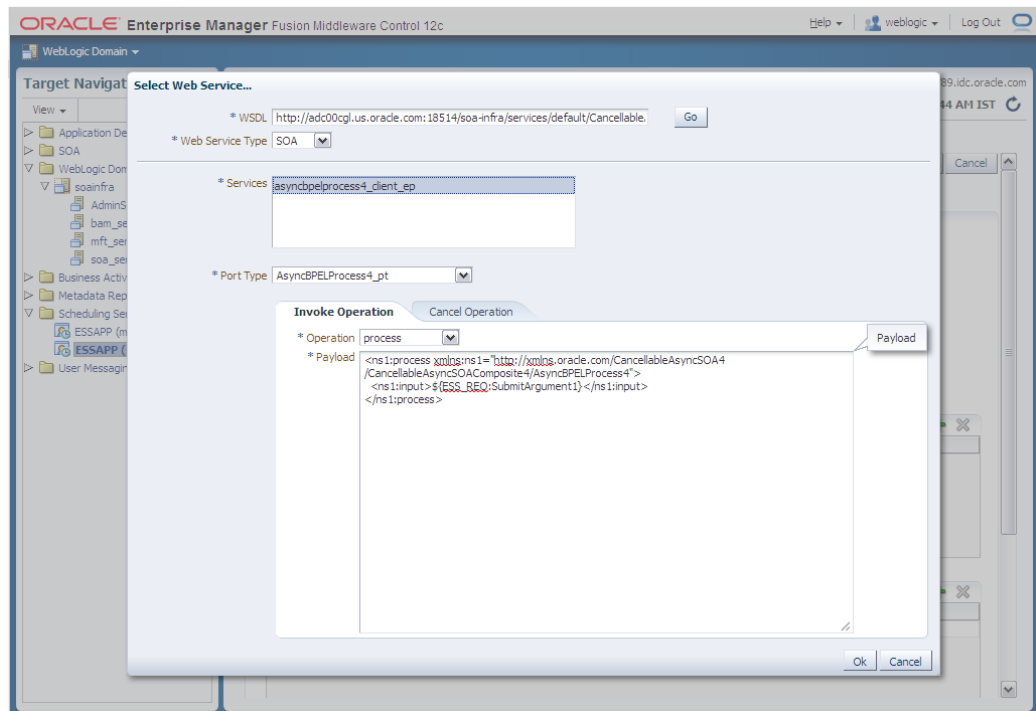 ORACLE Enterprise Manager Fusion Middleware Control 12c
Help weblogic Log Out
WebLogic Domain
Target Navigat
89.idc.oracle.com
View
44 AM IST
Application De
SOA
WebLogic Dom
soainfra
AdminS
bam_se
mft_ser
soa_ser
Business Activ
Metadata Rep
Scheduling Se
ESSAPP (m
ESSAPP (
User Messagin
Cancel
Select Web Service...
* WSDL http://adc00cgl.us.oracle.com:18514/soa-infra/services/default/Cancellable. Go
* Web Service Type SOA
* Services asyncbpelprocess4_client_ep
* Port Type AsyncBPELProcess4_pt
Invoke Operation Cancel Operation
* Operation process
Payload
* Payload <ns1:process xmlns:ns1="http://xmlns.oracle.com/CancellableAsyncSOA4
/CancellableAsyncSOAComposite4/AsyncBPELProcess4">
<ns1:input>${ESS_REQ:SubmitArgument1}</ns1:input>
</ns1:process>
Ok Cancel